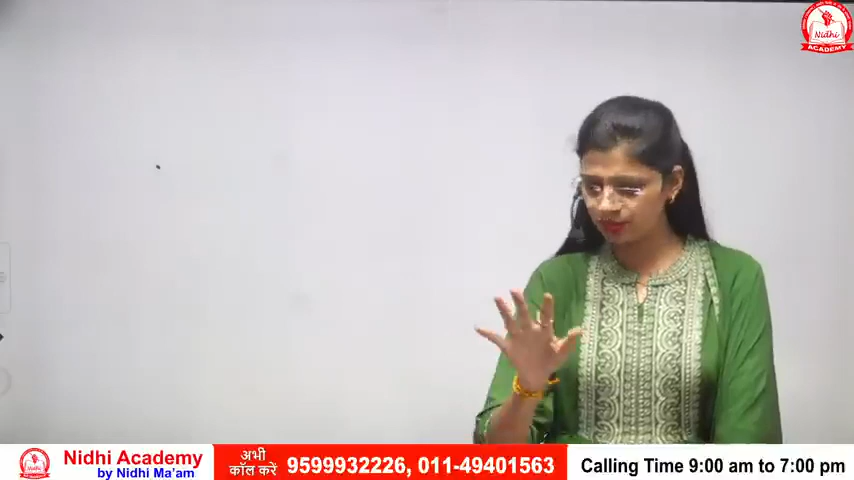 Nidhi
ACADEMY
Nidhi Academy
by Nidhi Ma'am
अभी
कॉल करें
9599932226, 011-49401563
Calling Time 9:00 am to 7:00 pm